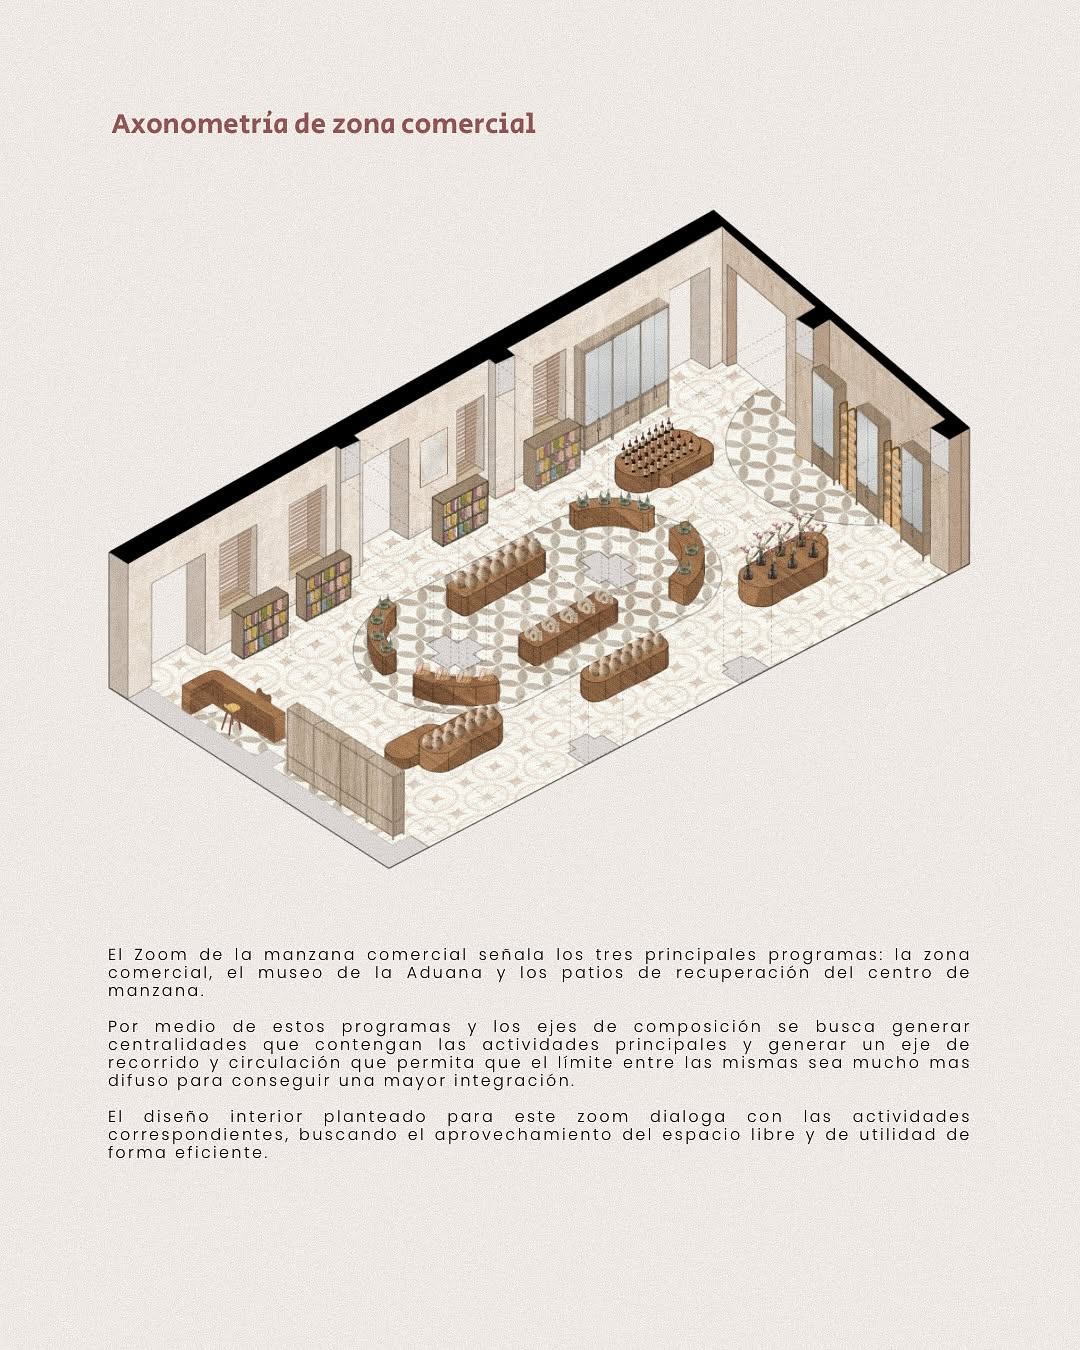 Axonometría de zona comercial
El Zoom de la manzana comercial señala los tres principales programas: la zona
comercial, el museo de la Aduana y los patios de recuperación del centro de
manzana.
Por medio de estos programas y los ejes de composición se busca generar
centralidades que contengan las actividades principales y generar un eje de
recorrido y circulación que permita que el límite entre las mismas sea mucho mas
difuso para conseguir una mayor integración.
El diseño interior planteado para este zoom dialoga con las actividades
correspondientes, buscando el aprovechamiento del espacio libre y de utilidad de
forma eficiente.